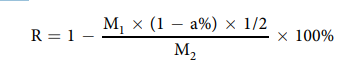 R = 1 − M₁ × (1 − a%) × 1/2 / M₂ × 100%